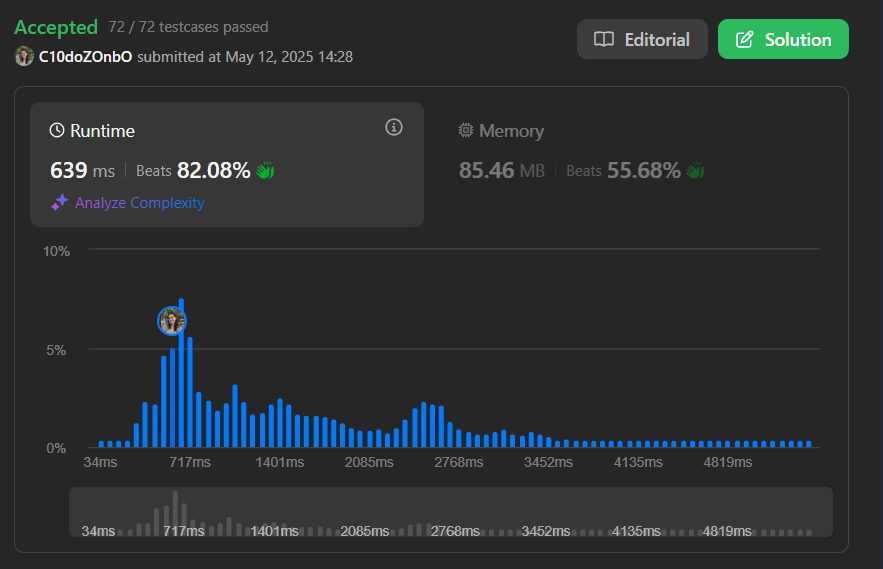 Accepted 72 / 72 testcases passed
C10doZOnbO submitted at May 12, 2025 14:28
Editorial
Solution
Runtime
639 ms Beats 82.08%
Analyze Complexity
Memory
85.46 MB Beats 55.68%
10%
5%
0%
34ms 717ms 1401ms 2085ms 2768ms 3452ms 4135ms 4819ms
34ms 717ms 1401ms 2085ms 2768ms 3452ms 4135ms 4819ms